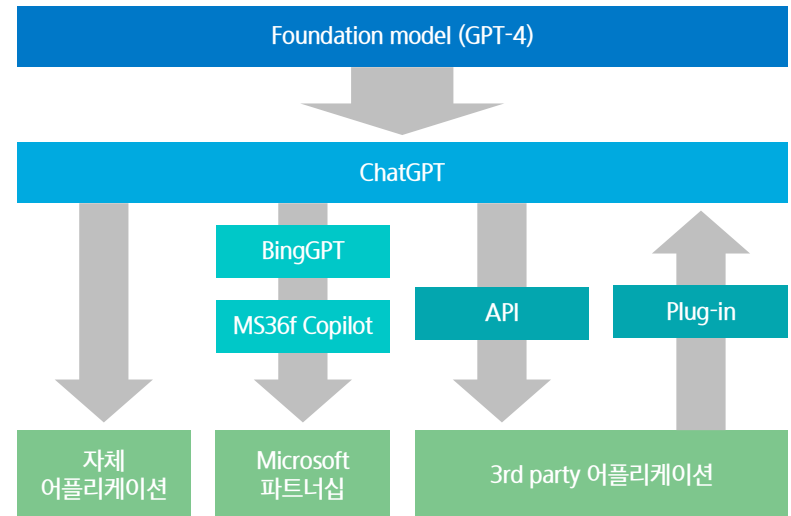 Foundation model (GPT-4)
ChatGPT
BingGPT
MS36f Copilot
API
Plug-in
자체
어플리케이션
Microsoft
파트너십
3rd party 어플리케이션